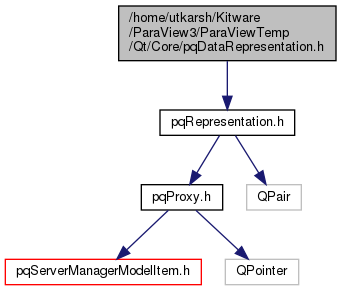 /home/utkarsh/Kitware
/ParaView3/ParaViewTemp
/Qt/Core/pqDataRepresentation.h
pqRepresentation.h
pqProxy.h
QPair
pqServerManagerModelItem.h
QPointer